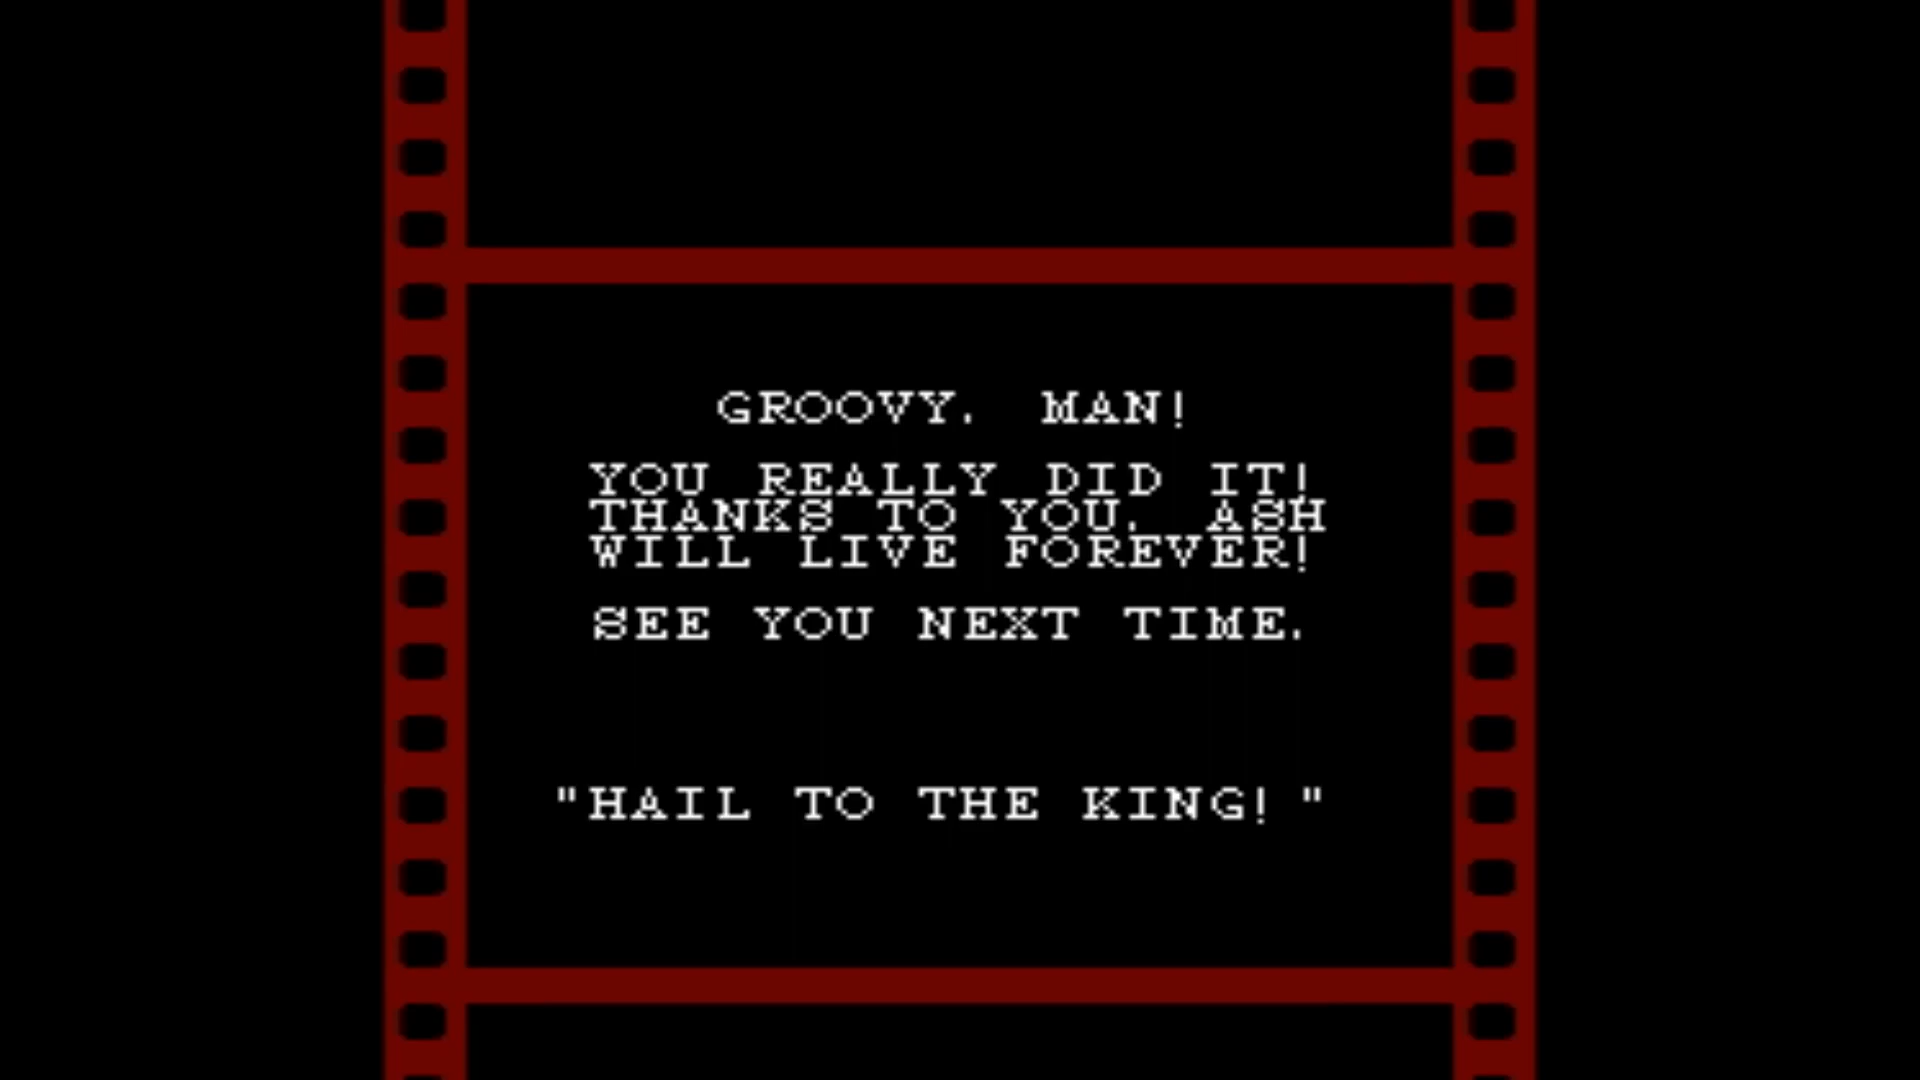 GROOVY. MAN!
YOU REALLY DID IT!
THANKS TO YOU. ASH
WILL LIVE FOREVER!
SEE YOU NEXT TIME.
"HAIL TO THE KING! "